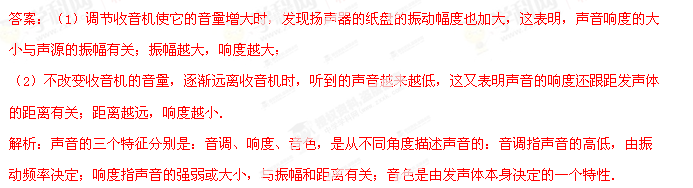 答案：（1）调节收音机使它的音量增大时，发现扬声器的纸盘的振动幅度也加大，这表明，声音响度的大
小与声源的振幅有关；振幅越大，响度越大；
（2）不改变收音机的音量，逐渐远离收音机时，听到的声音越来越低，这又表明声音的响度还跟距发声体
的距离有关；距离越远，响度越小．
解析：声音的三个特征分别是：音调、响度、音色，是从不同角度描述声音的；音调指声音的高低，由振
动频率决定；响度指声音的强弱或大小，与振幅和距离有关；音色是由发声体本身决定的一个特性．